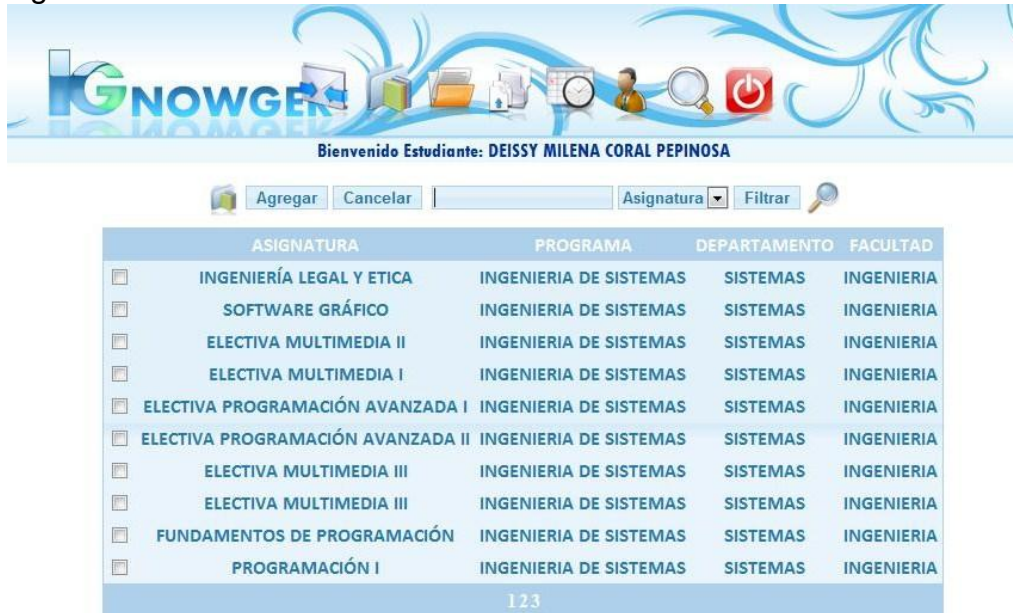 IGNOWGER
Bienvenido Estudiante: DEISSY MILENA CORAL PEPINOSA
Agregar Cancelar Asignatura Filtrar
ASIGNATURA PROGRAMA DEPARTAMENTO FACULTAD
INGENIERÍA LEGAL Y ETICA INGENIERIA DE SISTEMAS SISTEMAS INGENIERIA
SOFTWARE GRÁFICO INGENIERIA DE SISTEMAS SISTEMAS INGENIERIA
ELECTIVA MULTIMEDIA II INGENIERIA DE SISTEMAS SISTEMAS INGENIERIA
ELECTIVA MULTIMEDIA I INGENIERIA DE SISTEMAS SISTEMAS INGENIERIA
ELECTIVA PROGRAMACIÓN AVANZADA I INGENIERIA DE SISTEMAS SISTEMAS INGENIERIA
ELECTIVA PROGRAMACIÓN AVANZADA II INGENIERIA DE SISTEMAS SISTEMAS INGENIERIA
ELECTIVA MULTIMEDIA III INGENIERIA DE SISTEMAS SISTEMAS INGENIERIA
ELECTIVA MULTIMEDIA III INGENIERIA DE SISTEMAS SISTEMAS INGENIERIA
FUNDAMENTOS DE PROGRAMACIÓN INGENIERIA DE SISTEMAS SISTEMAS INGENIERIA
PROGRAMACIÓN I INGENIERIA DE SISTEMAS SISTEMAS INGENIERIA
1 2 3